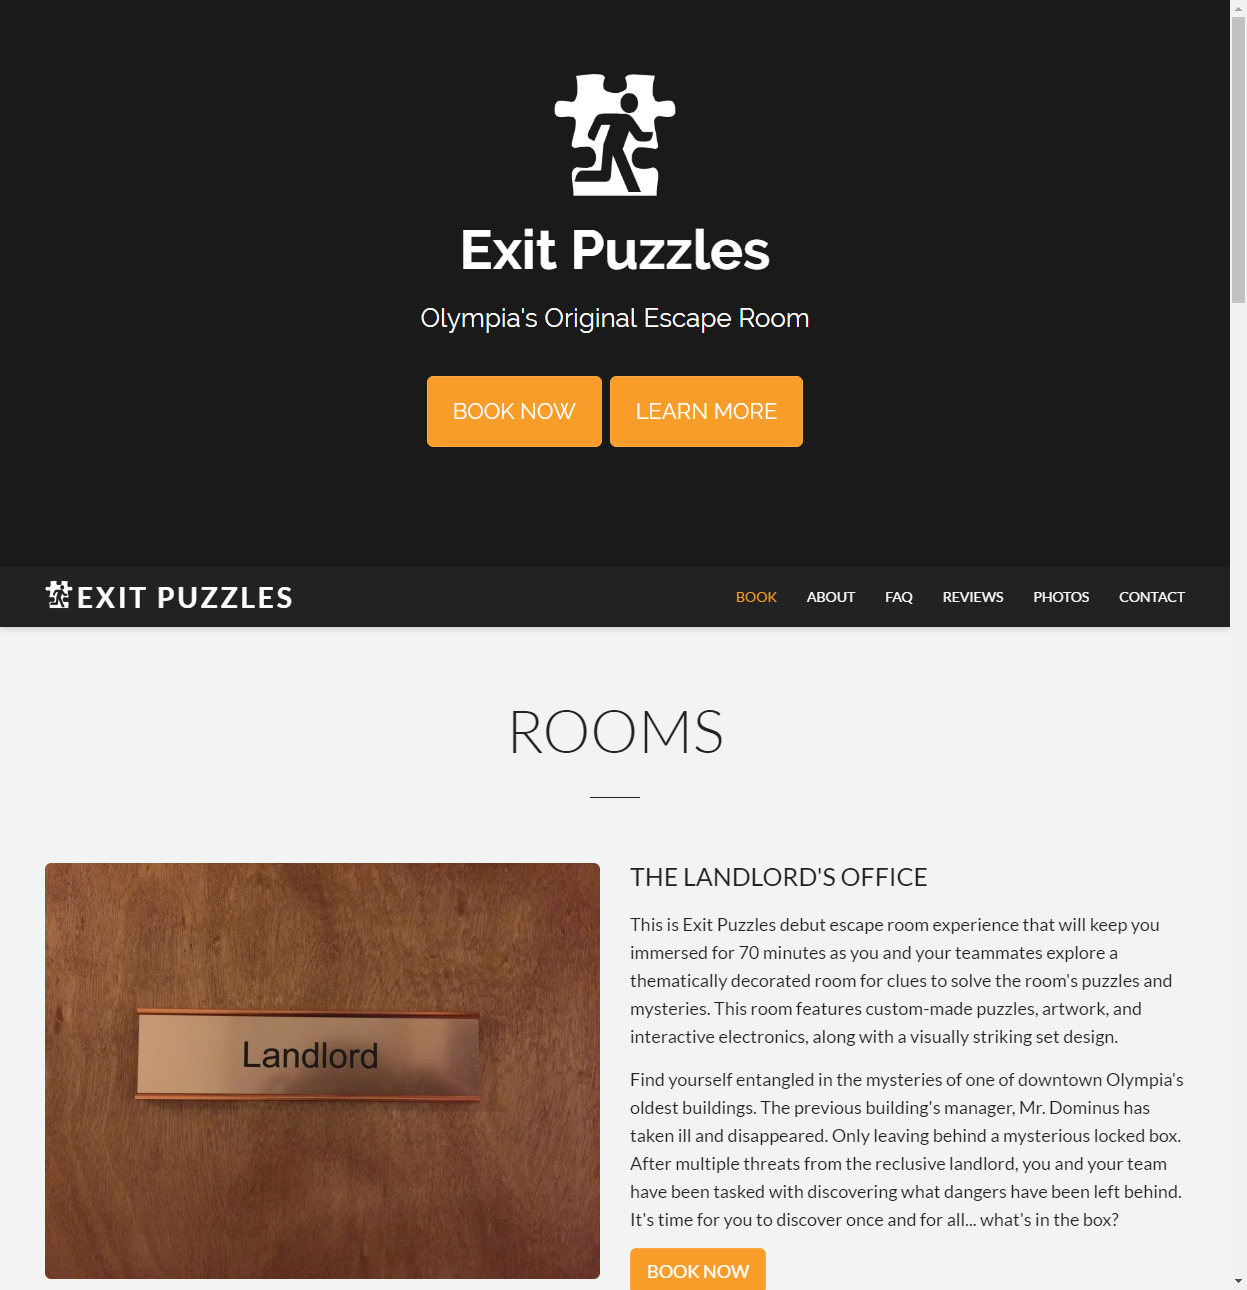 Exit Puzzles
Olympia's Original Escape Room
BOOK NOW LEARN MORE
EXIT PUZZLES BOOK ABOUT FAQ REVIEWS PHOTOS CONTACT
ROOMS
Landlord
THE LANDLORD'S OFFICE
This is Exit Puzzles debut escape room experience that will keep you
immersed for 70 minutes as you and your teammates explore a
thematically decorated room for clues to solve the room's puzzles and
mysteries. This room features custom-made puzzles, artwork, and
interactive electronics, along with a visually striking set design.
Find yourself entangled in the mysteries of one of downtown Olympia's
oldest buildings. The previous building's manager, Mr. Dominus has
taken ill and disappeared. Only leaving behind a mysterious locked box.
After multiple threats from the reclusive landlord, you and your team
have been tasked with discovering what dangers have been left behind.
It's time for you to discover once and for all... what's in the box?
BOOK NOW